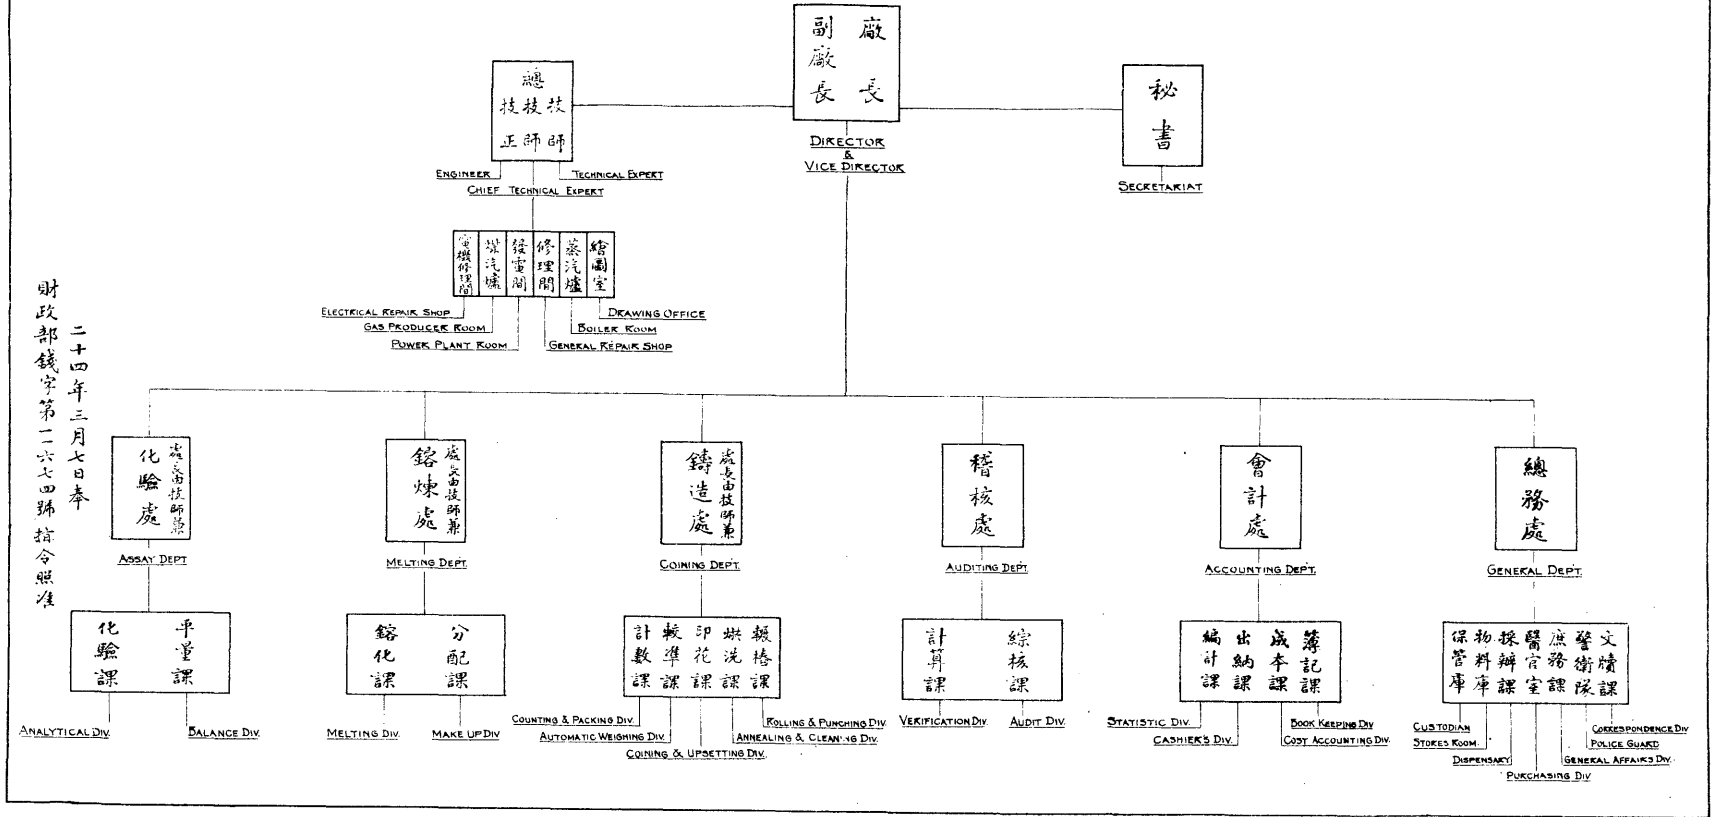 廠長
副廠長
DIRECTOR
&
VICE DIRECTOR
秘書
SECRETARIAT
總
技師
技師
技正
ENGINEER
TECHNICAL EXPERT
CHIEF TECHNICAL EXPERT
繪圖室
蒸汽爐
修理間
發電間
煤汽爐
電機修理間
ELECTRICAL REPAIR SHOP
DRAWING OFFICE
GAS PRODUCER ROOM
BOILER ROOM
POWER PLANT ROOM
GENERAL REPAIR SHOP
二十四年三月七日奉
財政部錢字第一一六七四號指令照准
處長由技師兼
化驗處
ASSAY DEPT
處長由技師兼
鎔煉處
MELTING DEPT.
處長由技師兼
鑄造處
COINING DEPT.
稽核處
AUDITING DEPT.
會計處
ACCOUNTING DEPT.
總務處
GENERAL DEPT.
平量課
化驗課
ANALYTICAL DIV.
BALANCE DIV.
分配課
鎔化課
MELTING DIV.
MAKE UP DIV.
輾樁課
烘洗課
印花課
較準課
計數課
COUNTING & PACKING DIV.
ROLLING & PUNCHING DIV.
AUTOMATIC WEIGHING DIV.
ANNEALING & CLEANING DIV.
COINING & UPSETTING DIV.
綜核課
計算課
VERIFICATION DIV.
AUDIT DIV.
簿記課
成本課
出納課
編計課
STATISTIC DIV.
BOOK KEEPING DIV
CASHIER'S DIV.
COST ACCOUNTING DIV.
文牘課
警衛隊
庶務課
醫官室
採辦課
物料庫
保管庫
CUSTODIAN
CORRESPONDENCE DIV
STORES ROOM.
POLICE GUARD
DISPENSARY
GENERAL AFFAIRS DIV.
PURCHASING DIV